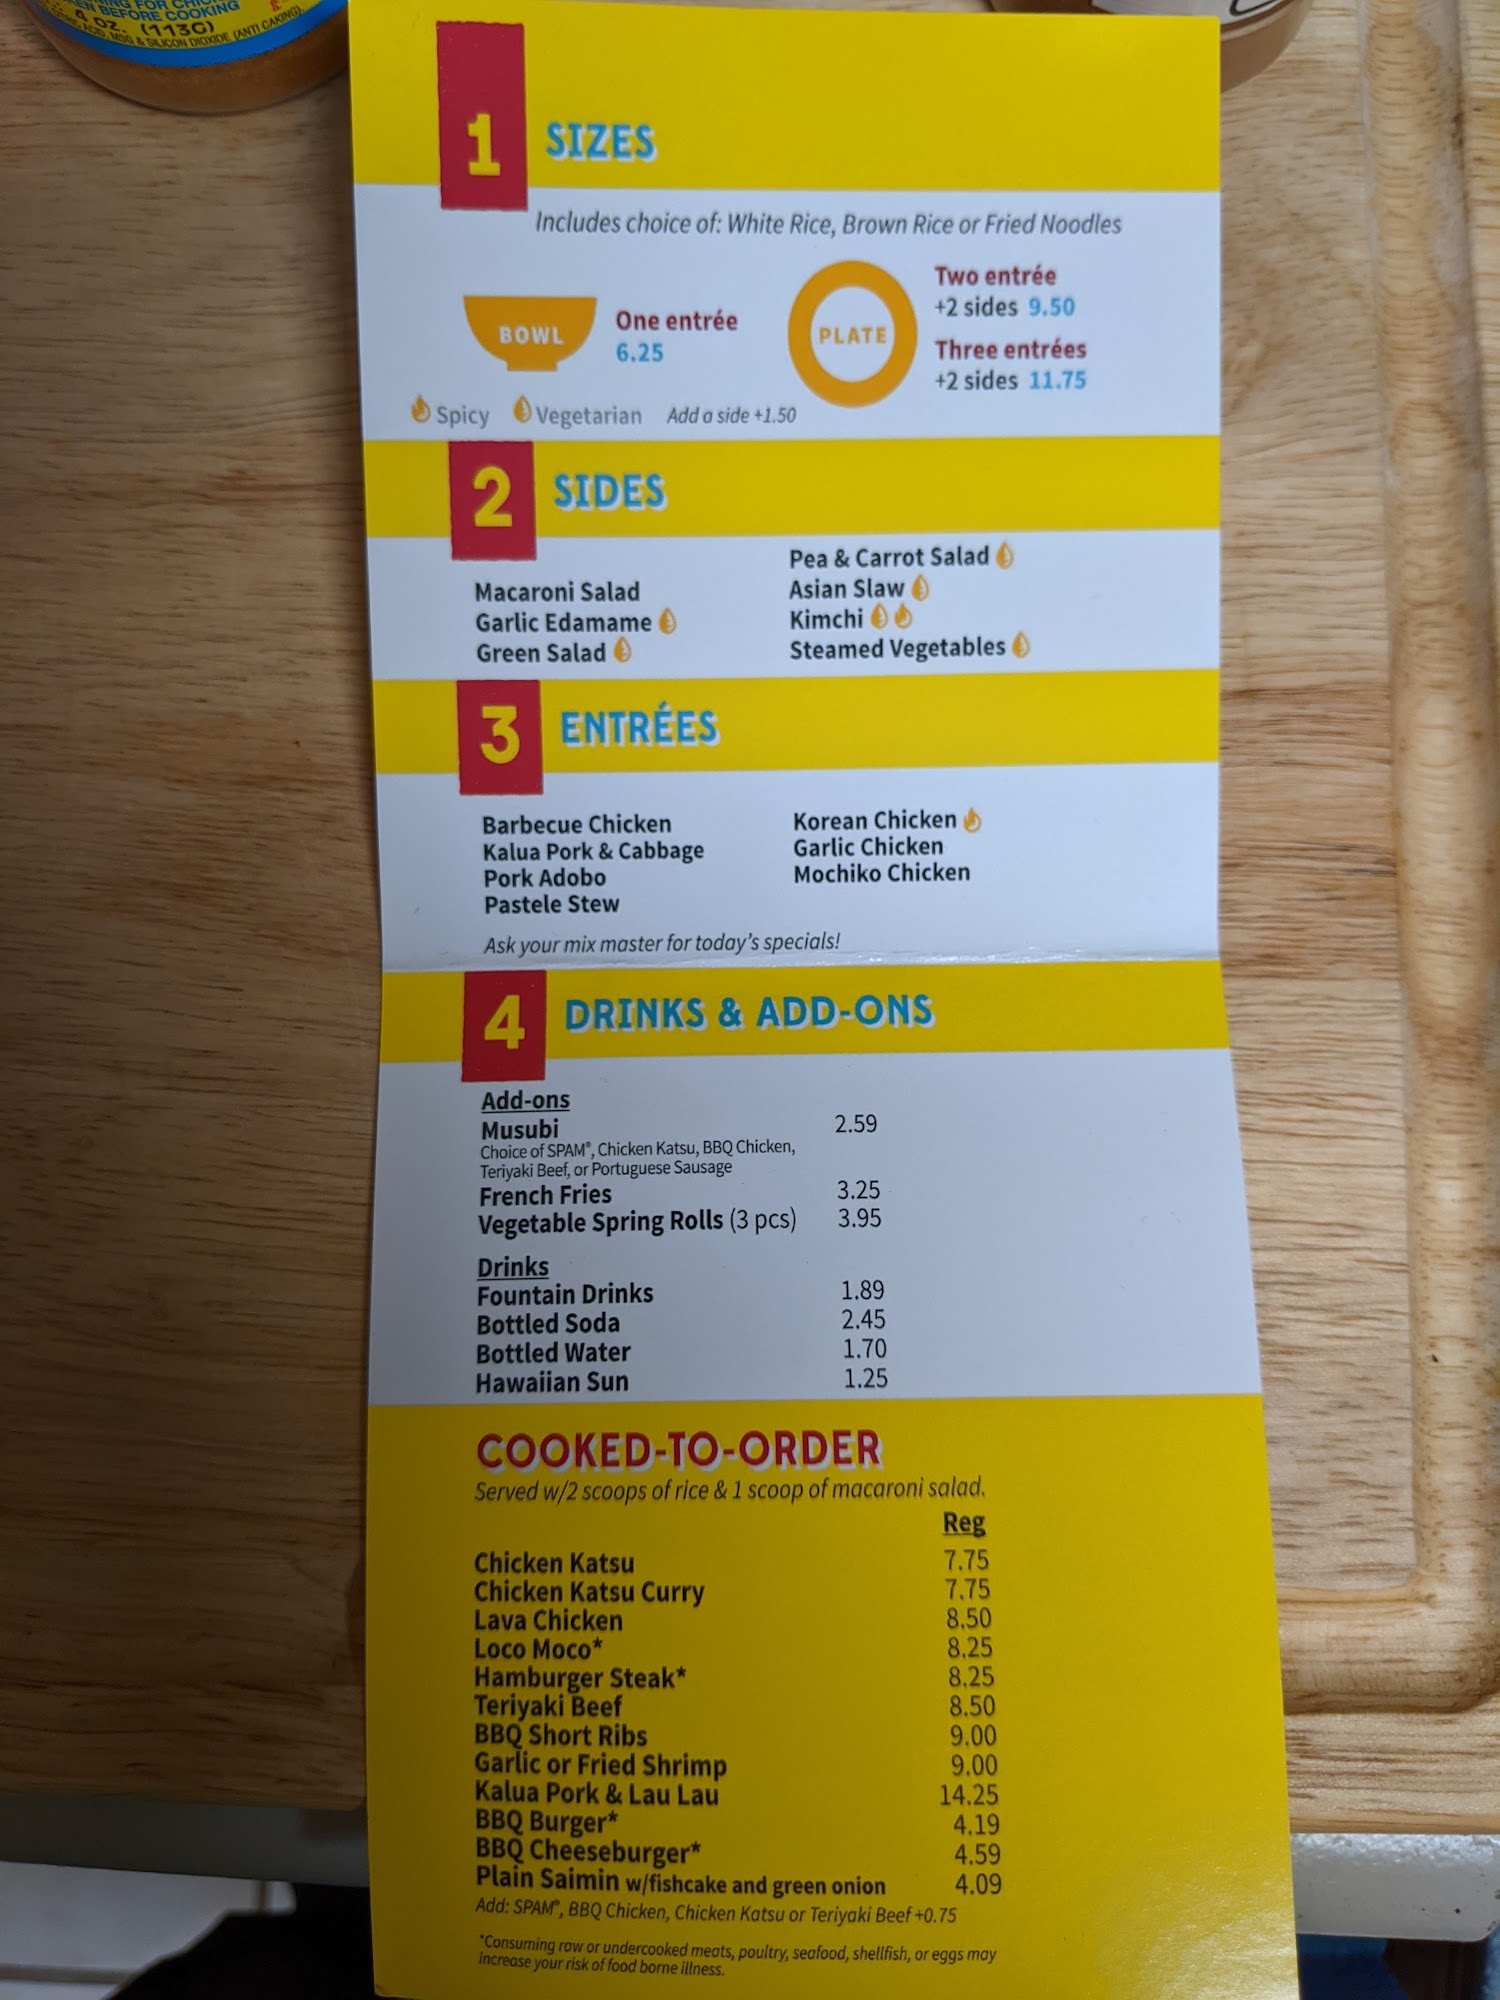 EN BEFORE COOKING
4 OZ. (113G)
MSG & SILICON DIOXIDE (ANTI CAKING).
1 SIZES
Includes choice of: White Rice, Brown Rice or Fried Noodles
BOWL
One entrée
6.25
PLATE
Two entrée
+2 sides 9.50
Three entrées
+2 sides 11.75
Spicy Vegetarian Add a side +1.50
2 SIDES
Macaroni Salad
Garlic Edamame
Green Salad
Pea & Carrot Salad
Asian Slaw
Kimchi
Steamed Vegetables
3 ENTRÉES
Barbecue Chicken
Kalua Pork & Cabbage
Pork Adobo
Pastele Stew
Korean Chicken
Garlic Chicken
Mochiko Chicken
Ask your mix master for today's specials!
4 DRINKS & ADD-ONS
Add-ons
Musubi 2.59
Choice of SPAM®, Chicken Katsu, BBQ Chicken,
Teriyaki Beef, or Portuguese Sausage
French Fries 3.25
Vegetable Spring Rolls (3 pcs) 3.95
Drinks
Fountain Drinks 1.89
Bottled Soda 2.45
Bottled Water 1.70
Hawaiian Sun 1.25
COOKED-TO-ORDER
Served w/2 scoops of rice & 1 scoop of macaroni salad.
Reg
Chicken Katsu 7.75
Chicken Katsu Curry 7.75
Lava Chicken 8.50
Loco Moco* 8.25
Hamburger Steak* 8.25
Teriyaki Beef 8.50
BBQ Short Ribs 9.00
Garlic or Fried Shrimp 9.00
Kalua Pork & Lau Lau 14.25
BBQ Burger* 4.19
BBQ Cheeseburger* 4.59
Plain Saimin w/fishcake and green onion 4.09
Add: SPAM®, BBQ Chicken, Chicken Katsu or Teriyaki Beef +0.75
*Consuming raw or undercooked meats, poultry, seafood, shellfish, or eggs may
increase your risk of food borne illness.